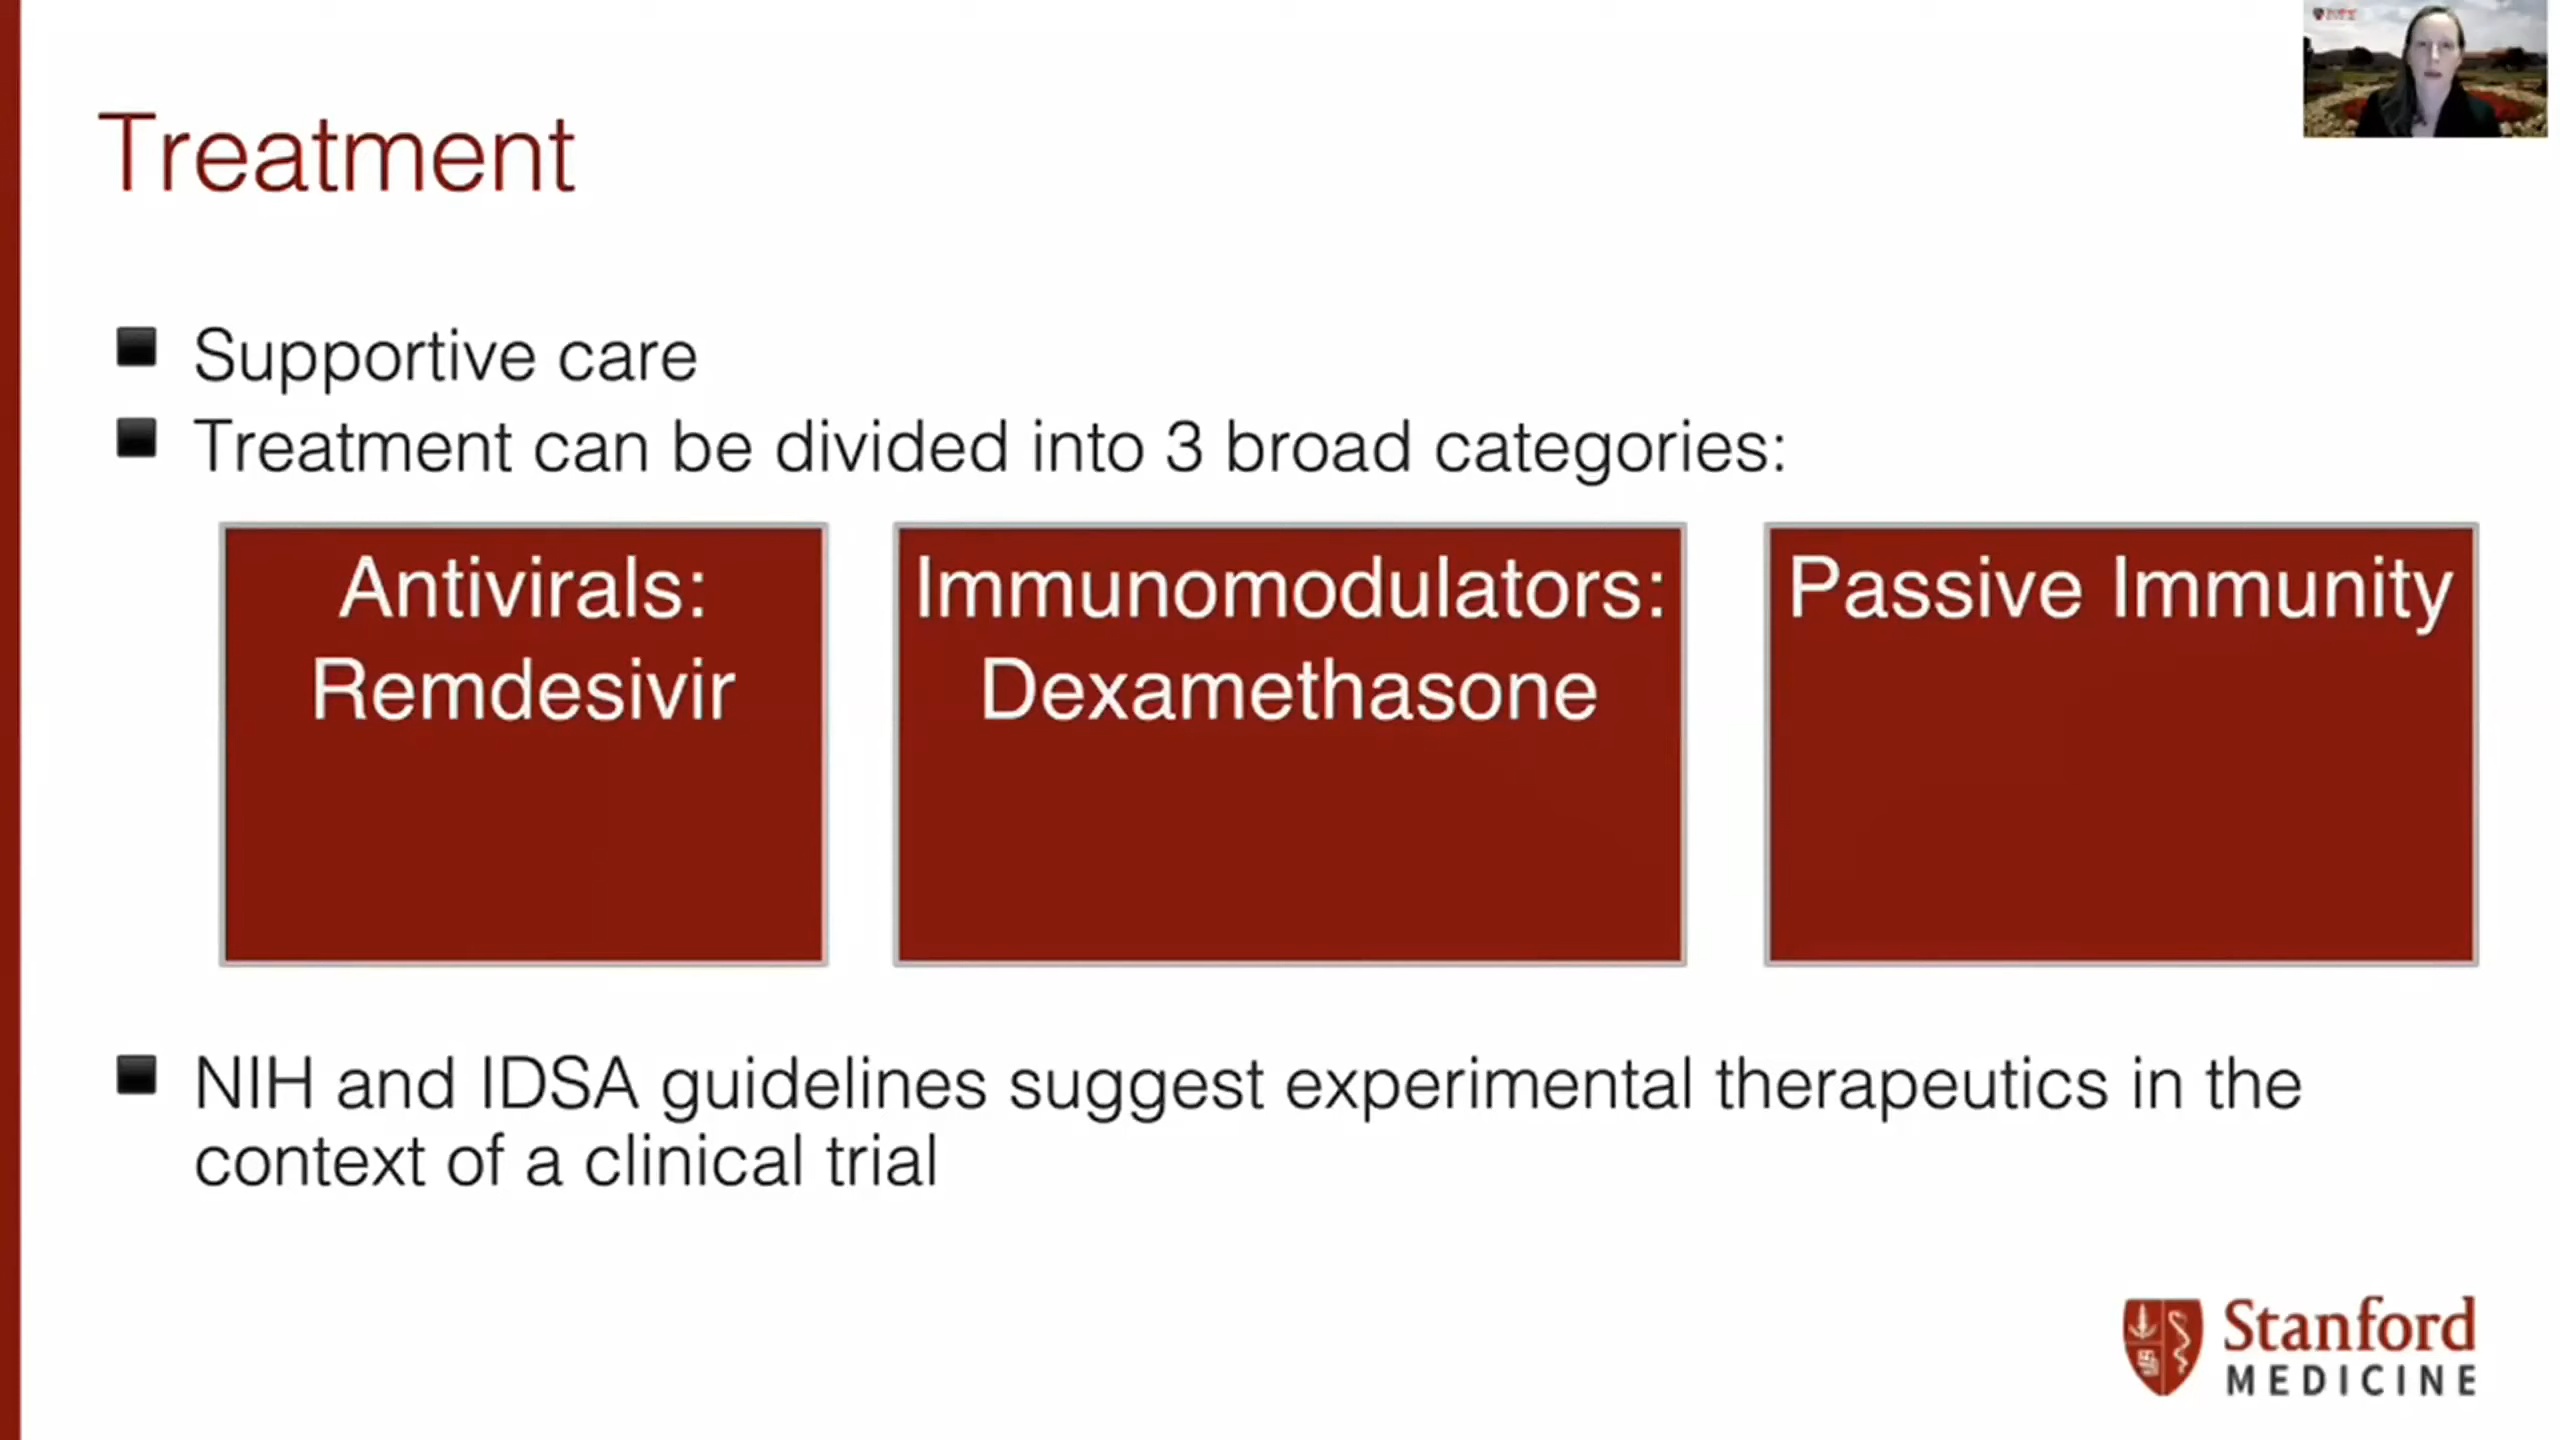 Treatment
Supportive care
Treatment can be divided into 3 broad categories:
Antivirals:
Remdesivir
Immunomodulators:
Dexamethasone
Passive Immunity
NIH and IDSA guidelines suggest experimental therapeutics in the
context of a clinical trial
Stanford
MEDICINE